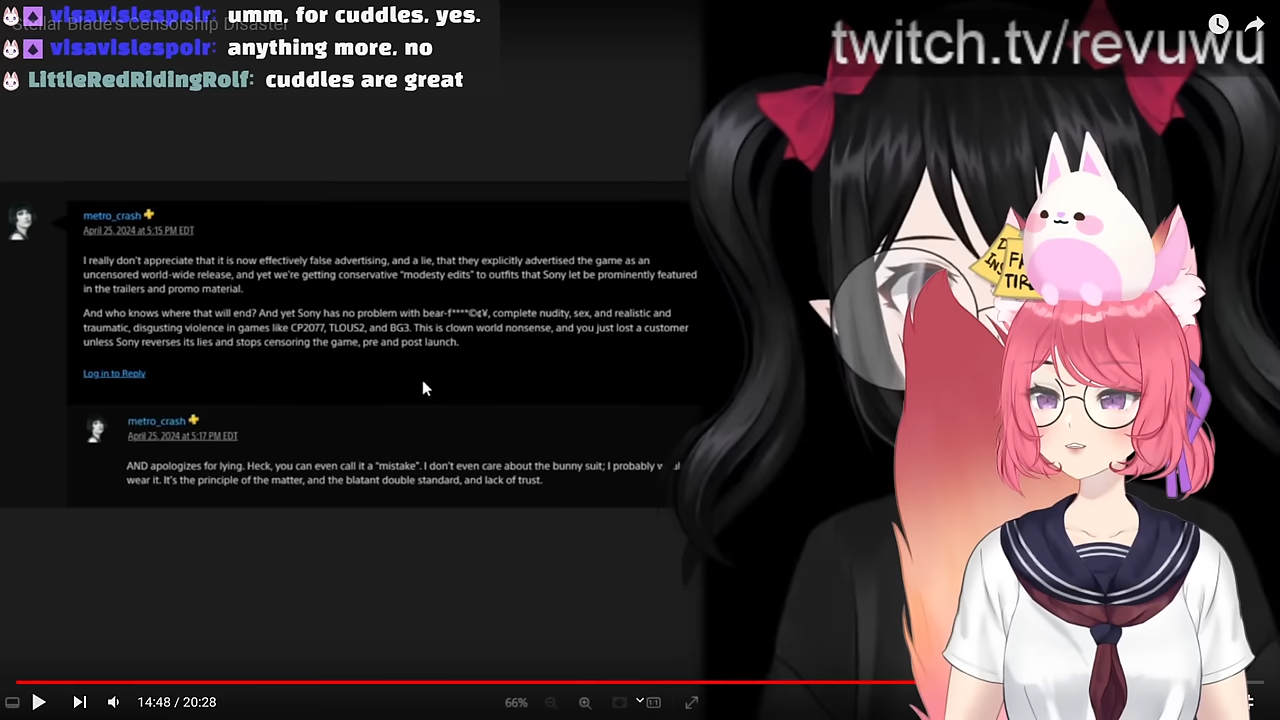 Stellar Blade's Censorship Disaster
visavislespoir: umm, for cuddles, yes.
visavislespoir: anything more, no
LittleRedRidingRolf: cuddles are great
twitch.tv/revuwu
metro_crash
April 25, 2024 at 5:15 PM EDT
I really don't appreciate that it is now effectively false advertising, and a lie, that they explicitly advertised the game as an
uncensored world-wide release, and yet we're getting conservative "modesty edits" to outfits that Sony let be prominently featured
in the trailers and promo material.
And who knows where that will end? And yet Sony has no problem with bear-f****©¢¥, complete nudity, sex, and realistic and
traumatic, disgusting violence in games like CP2077, TLOUS2, and BG3. This is clown world nonsense, and you just lost a customer
unless Sony reverses its lies and stops censoring the game, pre and post launch.
Log in to Reply
metro_crash
April 25, 2024 at 5:17 PM EDT
AND apologizes for lying. Heck, you can even call it a "mistake". I don't even care about the bunny suit; I probably
wear it. It's the principle of the matter, and the blatant double standard, and lack of trust.
14:48 / 20:28
66%
1:1